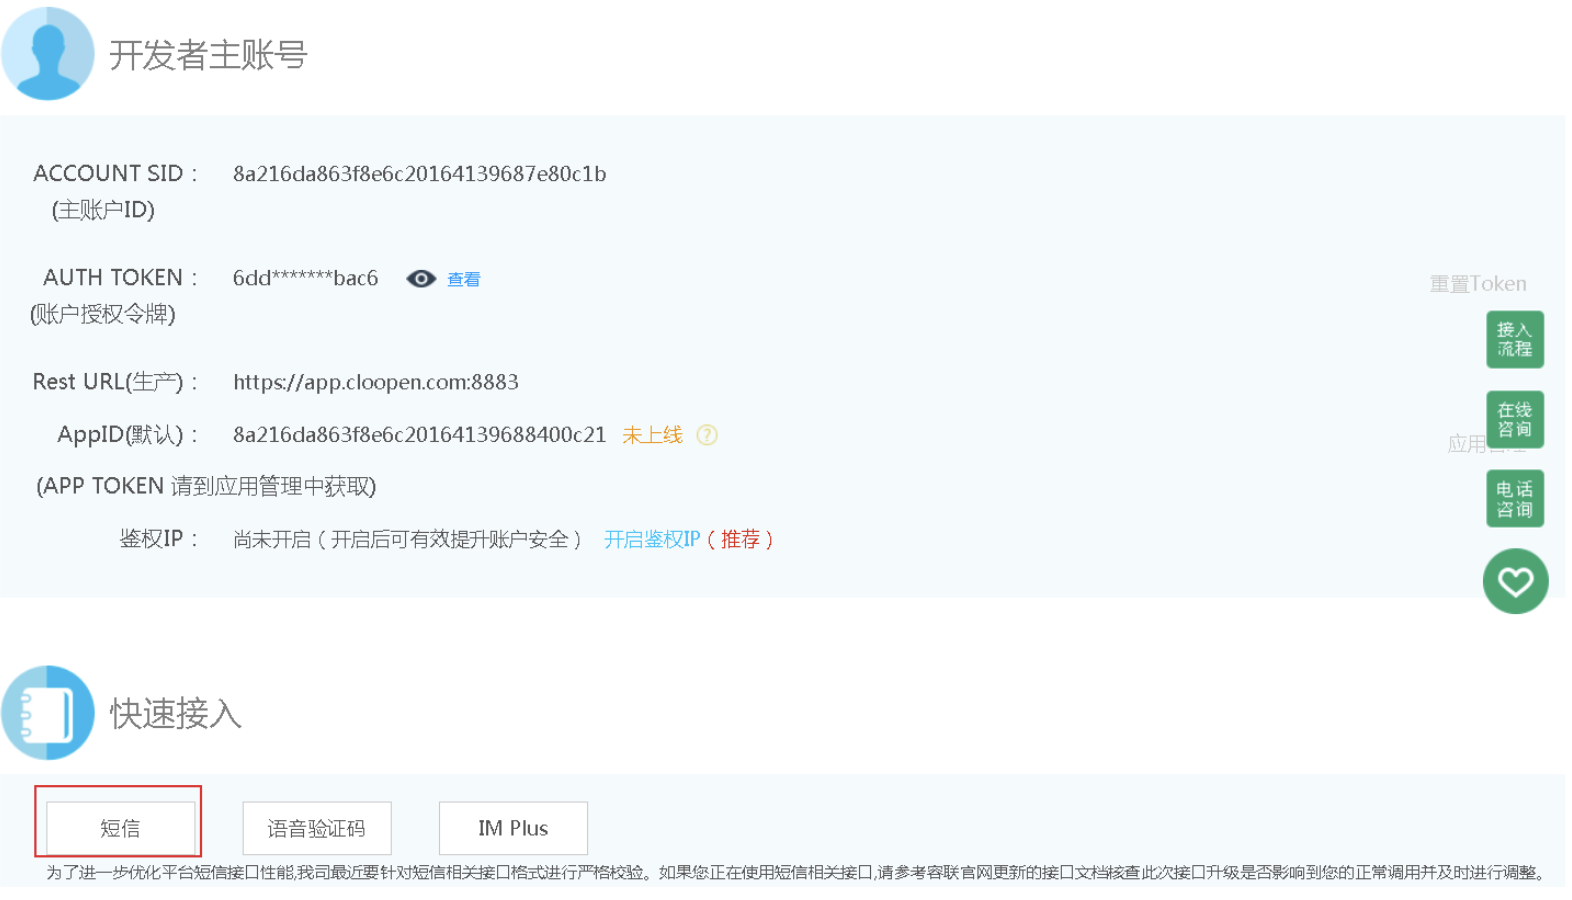 开发者主账号
ACCOUNT SID： 8a216da863f8e6c20164139687e80c1b
(主账户ID)
AUTH TOKEN： 6dd*******bac6 查看
重置Token
(账户授权令牌)
接入
流程
Rest URL(生产)： https://app.cloopen.com:8883
在线
咨询
AppID(默认)： 8a216da863f8e6c20164139688400c21 未上线 ?
应用
(APP TOKEN 请到应用管理中获取)
电话
咨询
鉴权IP： 尚未开启（开启后可有效提升账户安全） 开启鉴权IP（推荐）
快速接入
短信 语音验证码 IM Plus
为了进一步优化平台短信接口性能,我司最近要针对短信相关接口格式进行严格校验。如果您正在使用短信相关接口,请参考容联官网更新的接口文档核查此次接口升级是否影响到您的正常调用并及时进行调整。